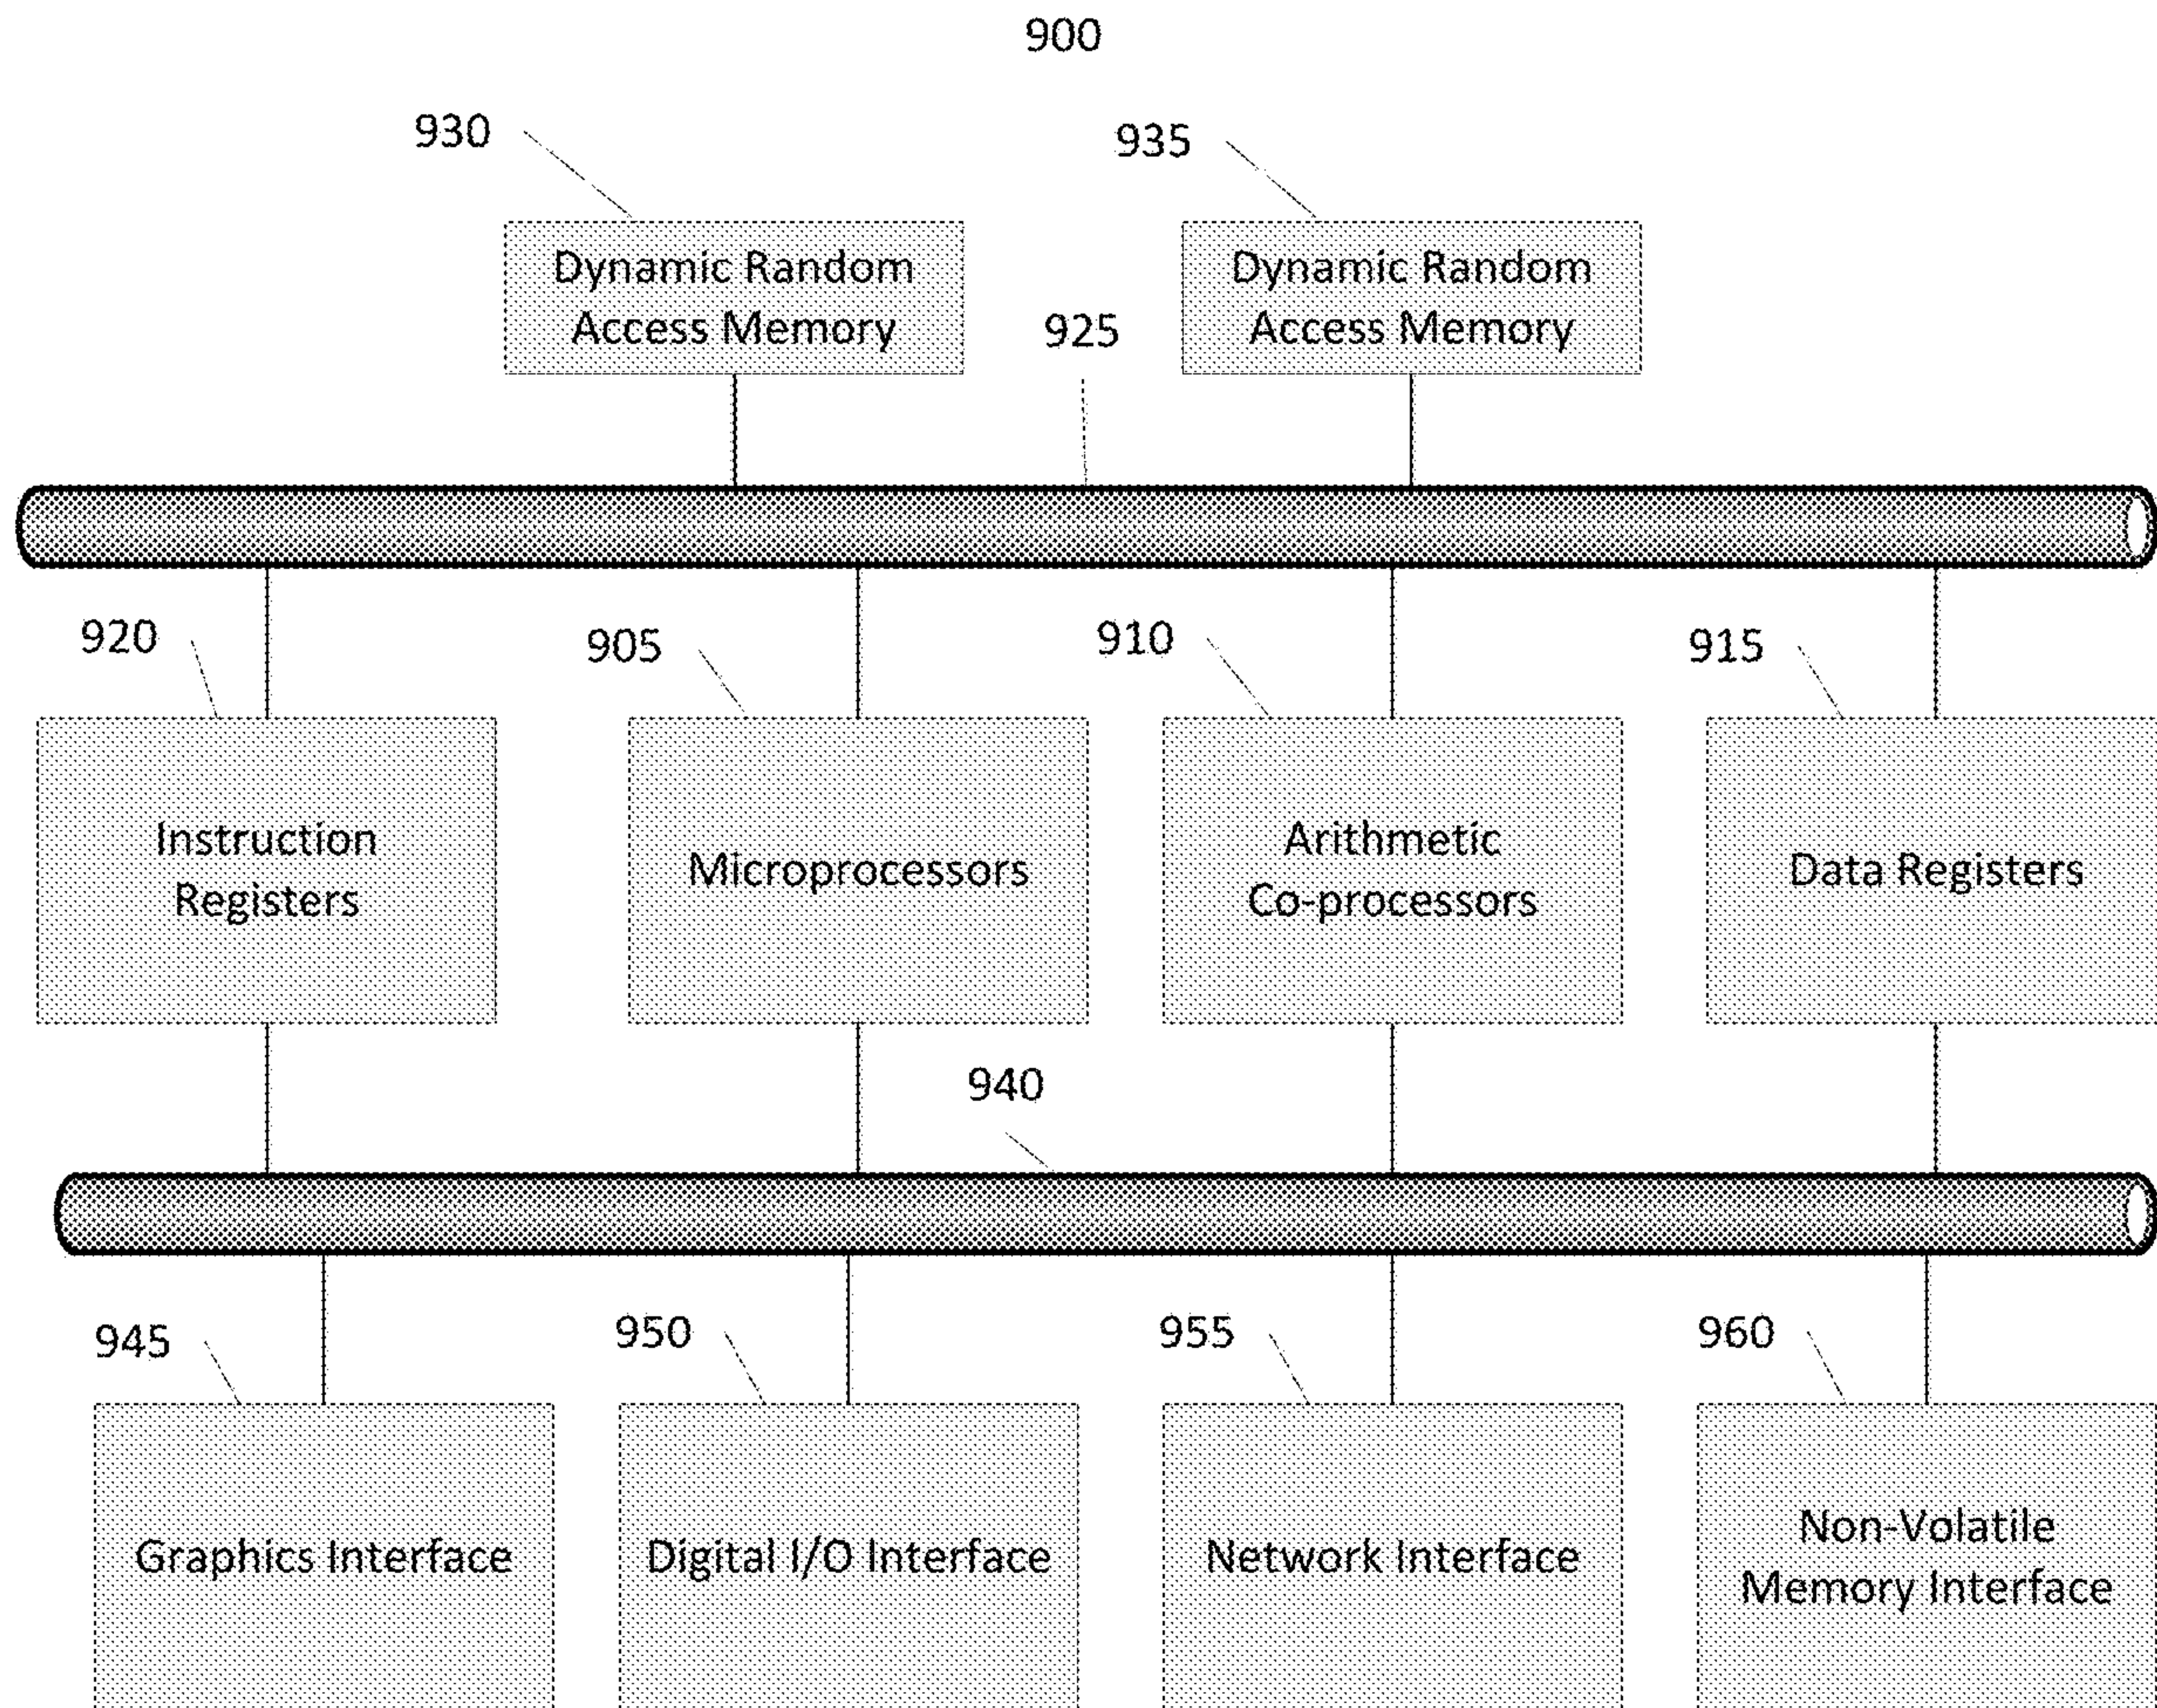 900
930
935
Dynamic Random
Access Memory
925
Dynamic Random
Access Memory
920
905
910
915
Instruction
Registers
Microprocessors
Arithmetic
Co-processors
Data Registers
940
945
950
955
960
Graphics Interface
Digital I/O Interface
Network Interface
Non-Volatile
Memory Interface